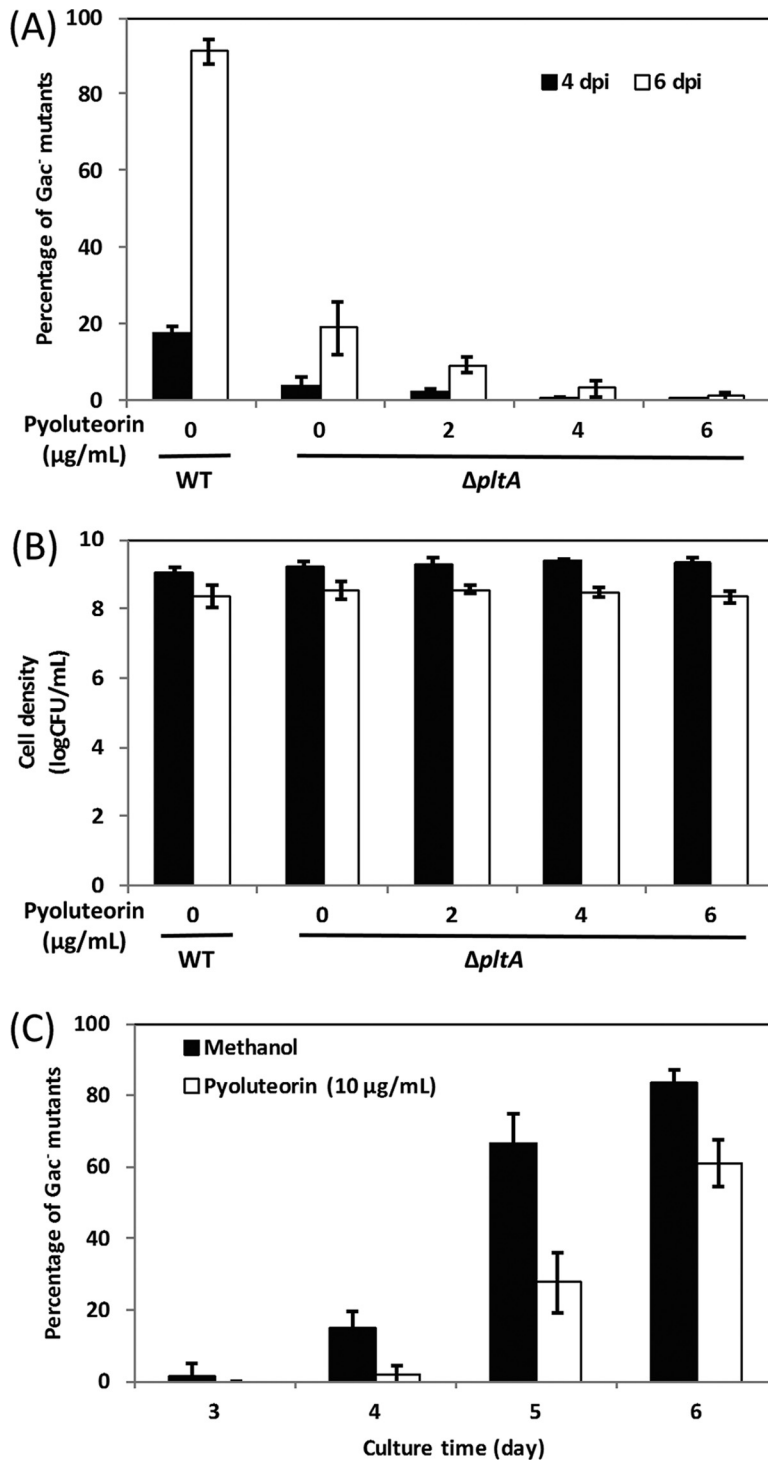 (A)
100
80
60
40
20
0
Percentage of Gac⁻ mutants
4 dpi 6 dpi
Pyoluteorin 0 0 2 4 6
(µg/mL)
WT ΔpltA
(B)
10
8
6
4
2
0
Cell density
(logCFU/mL)
Pyoluteorin 0 0 2 4 6
(µg/mL)
WT ΔpltA
(C)
100
80
60
40
20
0
Percentage of Gac⁻ mutants
Methanol
Pyoluteorin (10 µg/mL)
3 4 5 6
Culture time (day)